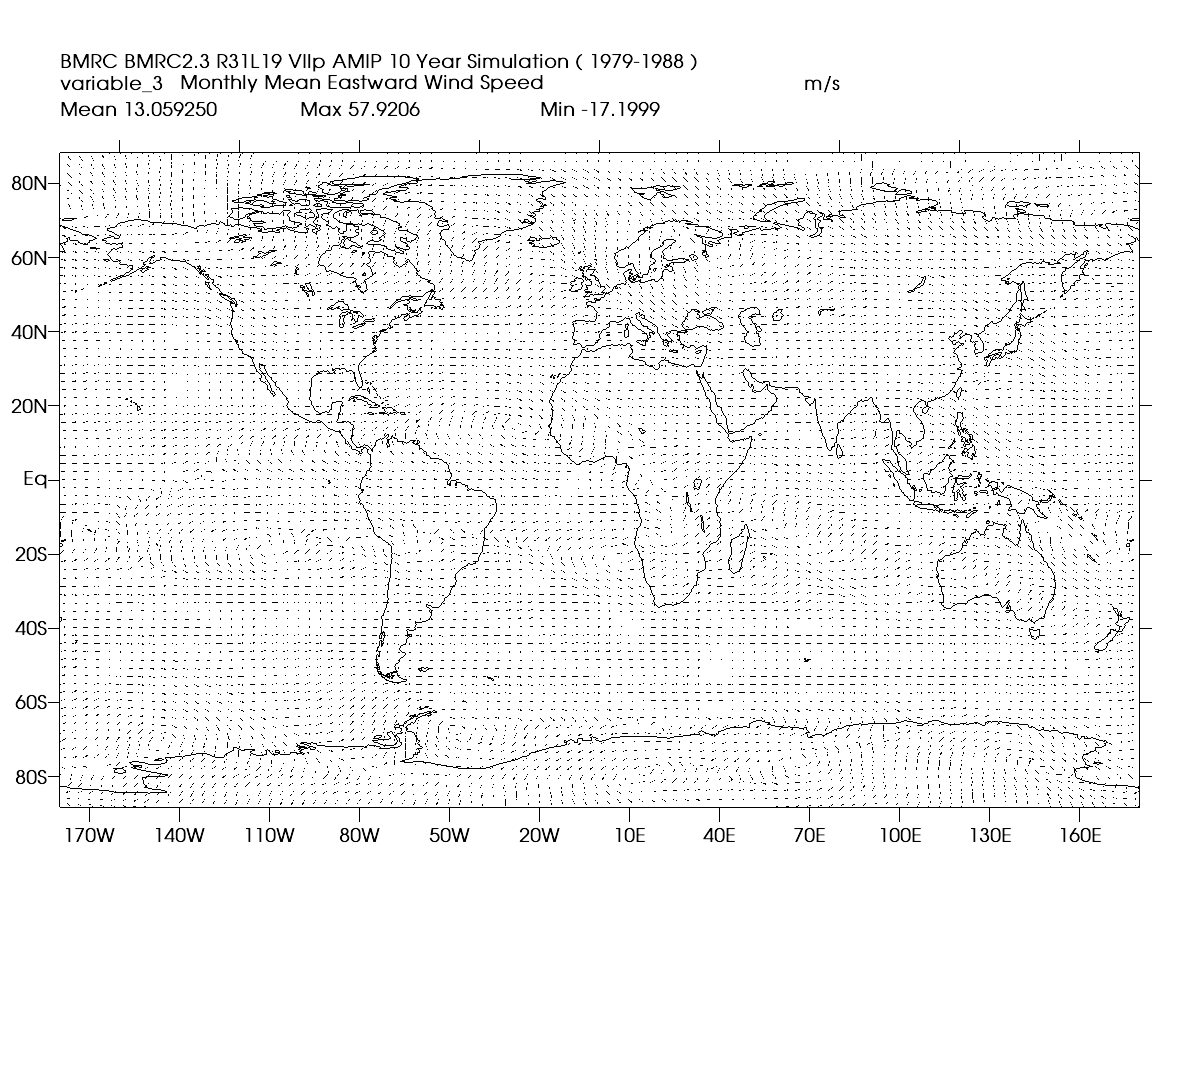 BMRC BMRC2.3 R31L19 VIIp AMIP 10 Year Simulation ( 1979-1988 )
variable_3 Monthly Mean Eastward Wind Speed m/s
Mean 13.059250 Max 57.9206 Min -17.1999
80N
60N
40N
20N
Eq
20S
40S
60S
80S
170W 140W 110W 80W 50W 20W 10E 40E 70E 100E 130E 160E